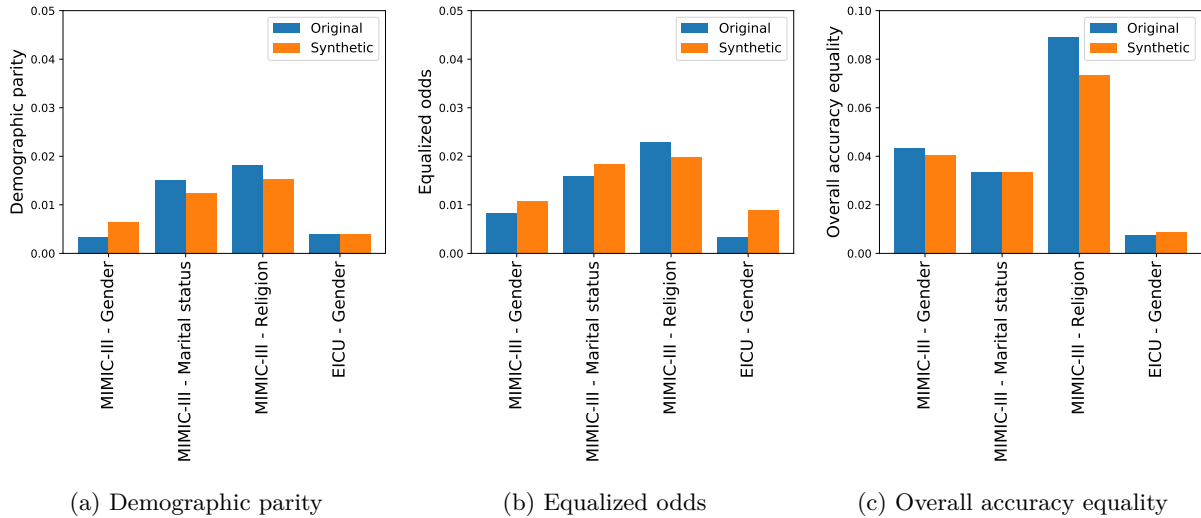 0.05
0.04
0.03
0.02
0.01
0.00
Demographic parity
Original
Synthetic
MIMIC-III - Gender
MIMIC-III - Marital status
MIMIC-III - Religion
EICU - Gender
(a) Demographic parity
0.05
0.04
0.03
0.02
0.01
0.00
Equalized odds
Original
Synthetic
MIMIC-III - Gender
MIMIC-III - Marital status
MIMIC-III - Religion
EICU - Gender
(b) Equalized odds
0.10
0.08
0.06
0.04
0.02
0.00
Overall accuracy equality
Original
Synthetic
MIMIC-III - Gender
MIMIC-III - Marital status
MIMIC-III - Religion
EICU - Gender
(c) Overall accuracy equality